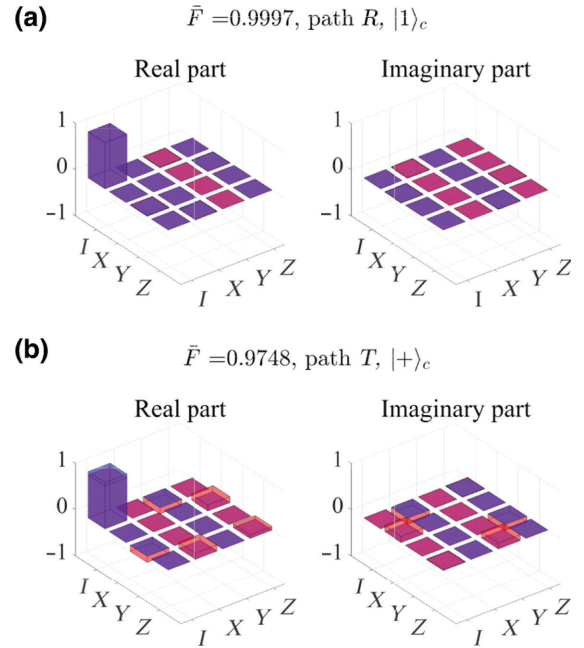 (a)
F̄ =0.9997, path R, |1⟩c
Real part
Imaginary part
1
0
−1
I
X
Y
Z
I
X
Y
Z
1
0
−1
I
X
Y
Z
I
X
Y
Z
(b)
F̄ =0.9748, path T, |+⟩c
Real part
Imaginary part
1
0
−1
I
X
Y
Z
I
X
Y
Z
1
0
−1
I
X
Y
Z
I
X
Y
Z